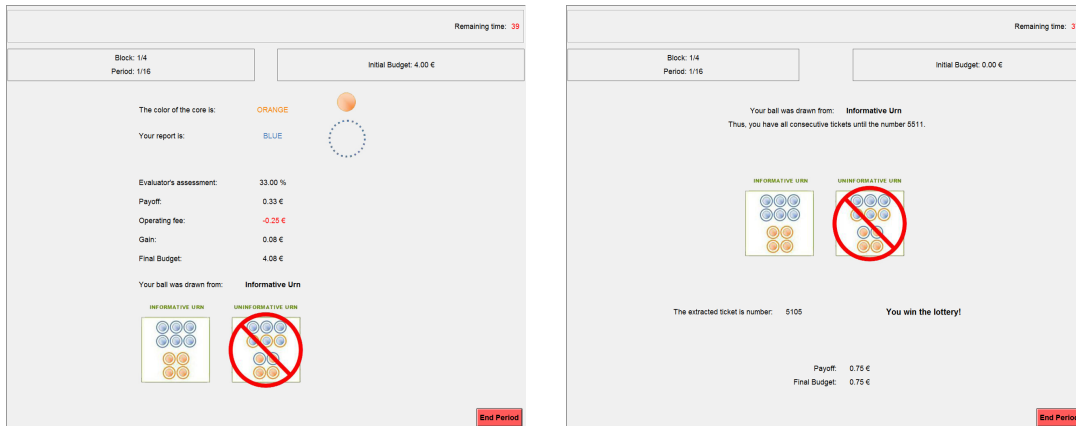 Remaining time: 39
Block: 1/4
Period: 1/16
Initial Budget: 4.00 €
The color of the core is: ORANGE
Your report is: BLUE
Evaluator's assessment: 33.00 %
Payoff: 0.33 €
Operating fee: -0.25 €
Gain: 0.08 €
Final Budget: 4.08 €
Your ball was drawn from: Informative Urn
INFORMATIVE URN UNINFORMATIVE URN
End Period
Remaining time: 3
Block: 1/4
Period: 1/16
Initial Budget: 0.00 €
Your ball was drawn from: Informative Urn
Thus, you have all consecutive tickets until the number 5511.
INFORMATIVE URN UNINFORMATIVE URN
The extracted ticket is number: 5105 You win the lottery!
Payoff: 0.75 €
Final Budget: 0.75 €
End Period